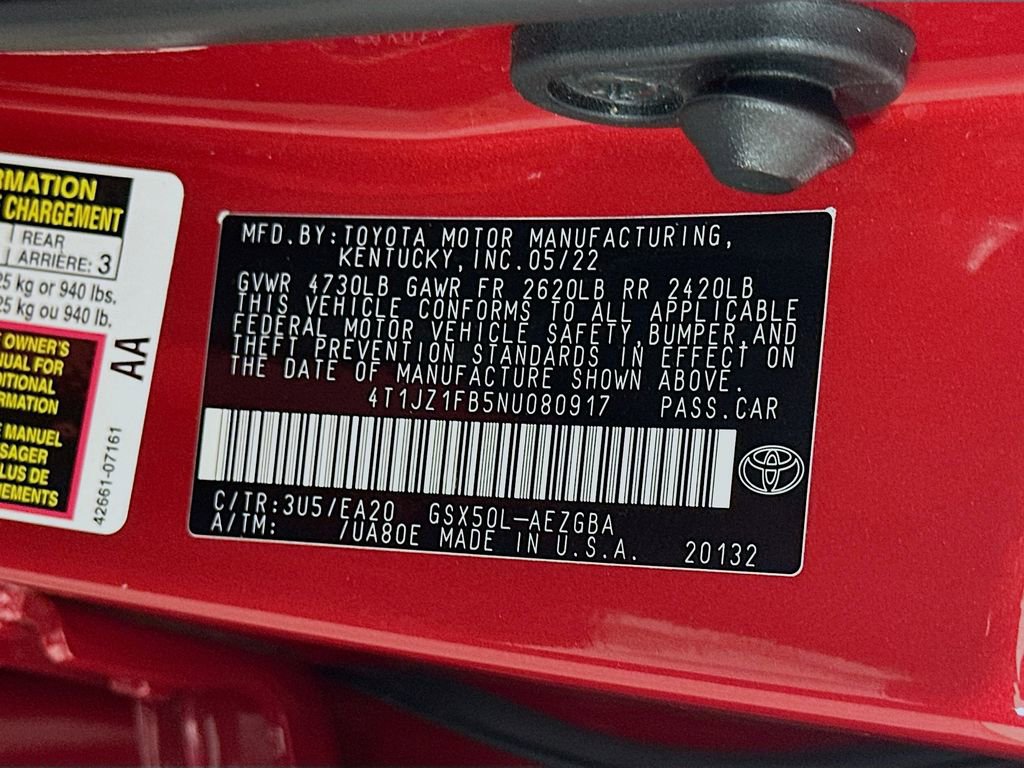 RMATION
CHARGEMENT
REAR
ARRIÈRE: 3
25 kg or 940 lbs.
25 kg ou 940 lb.
OWNER'S
NUAL FOR
DITIONAL
RMATION
MANUEL
SAGER
LUS DE
NEMENTS
AA
42661-07161
MFD.BY:TOYOTA MOTOR MANUFACTURING,
KENTUCKY,INC.05/22
GVWR 4730LB GAWR FR 2620LB RR 2420LB
THIS VEHICLE CONFORMS TO ALL APPLICABLE
FEDERAL MOTOR VEHICLE SAFETY,BUMPER,AND
THEFT PREVENTION STANDARDS IN EFFECT ON
THE DATE OF MANUFACTURE SHOWN ABOVE.
4T1JZ1FB5NU080917 PASS.CAR
C/TR:3U5/EA20 GSX50L-AEZGBA
A/TM: /UA80E MADE IN U.S.A. 20132